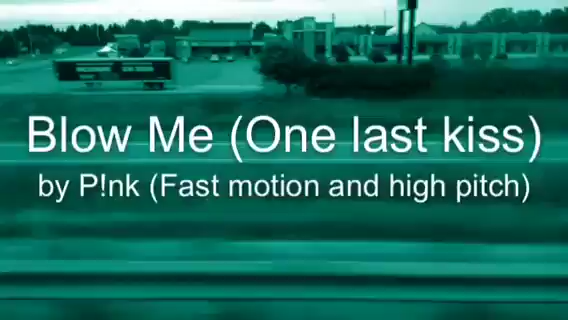 Blow Me (One last kiss)
by P!nk (Fast motion and high pitch)